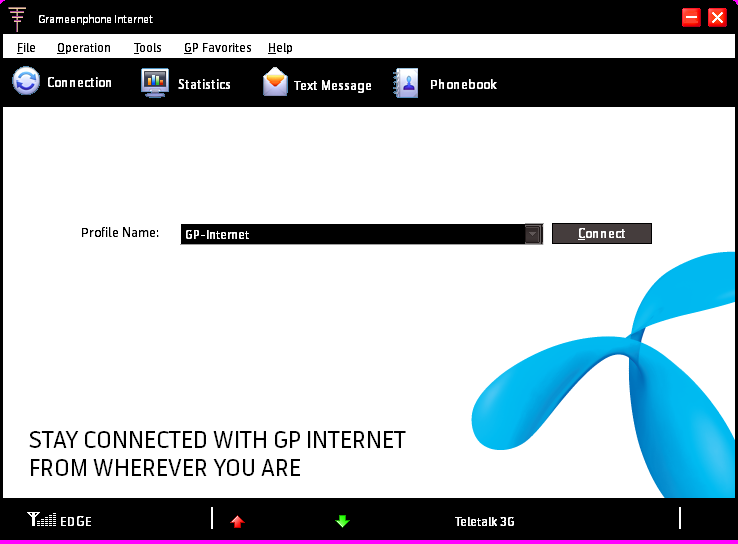 Grameenphone Internet
File Operation Tools GP Favorites Help
Connection Statistics Text Message Phonebook
Profile Name: GP-Internet Connect
STAY CONNECTED WITH GP INTERNET
FROM WHEREVER YOU ARE
EDGE Teletalk 3G